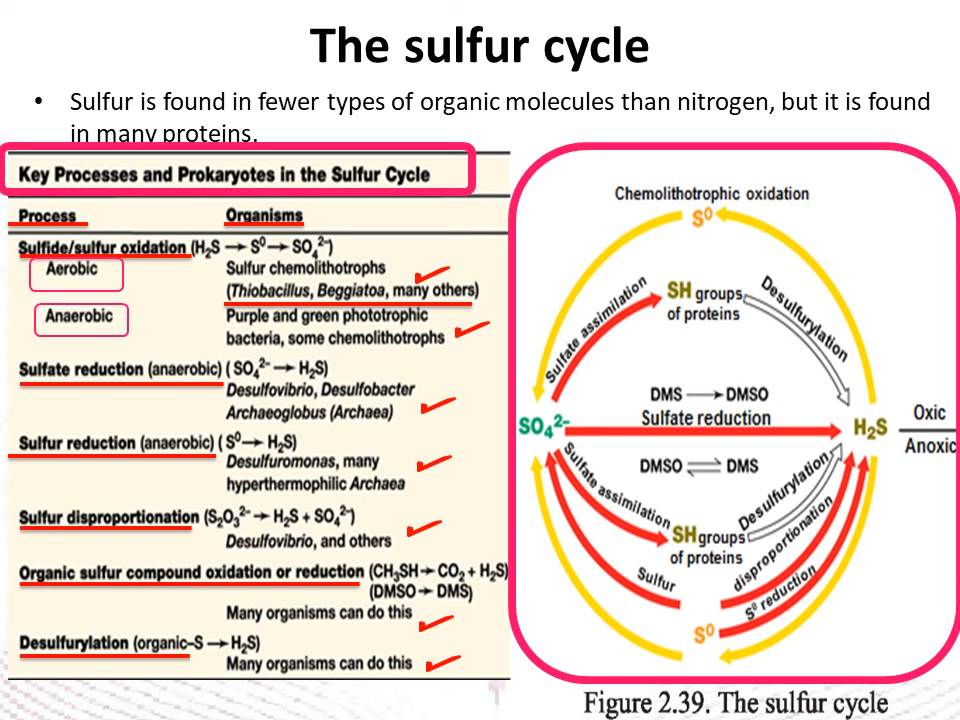 The sulfur cycle
• Sulfur is found in fewer types of organic molecules than nitrogen, but it is found
in many proteins.
Key Processes and Prokaryotes in the Sulfur Cycle
Process Organisms
Sulfide/sulfur oxidation (H₂S → S⁰ → SO₄²⁻)
Aerobic Sulfur chemolithotrophs
(Thiobacillus, Beggiatoa, many others)
Anaerobic Purple and green phototrophic
bacteria, some chemolithotrophs
Sulfate reduction (anaerobic) ( SO₄²⁻ → H₂S)
Desulfovibrio, Desulfobacter
Archaeoglobus (Archaea)
Sulfur reduction (anaerobic) ( S⁰ → H₂S)
Desulfuromonas, many
hyperthermophilic Archaea
Sulfur disproportionation (S₂O₃²⁻ → H₂S + SO₄²⁻)
Desulfovibrio, and others
Organic sulfur compound oxidation or reduction (CH₃SH → CO₂ + H₂S)
(DMSO → DMS)
Many organisms can do this
Desulfurylation (organic–S → H₂S)
Many organisms can do this
Chemolithotrophic oxidation
S⁰
Sulfate assimilation
SH groups
of proteins
Desulfurylation
DMS → DMSO
Sulfate reduction
SO₄²⁻
H₂S
Oxic
Anoxic
DMSO ⇌ DMS
Sulfate assimilation
SH groups
of proteins
Desulfurylation
Sulfur
disproportionation
S⁰ reduction
S⁰
Figure 2.39. The sulfur cycle